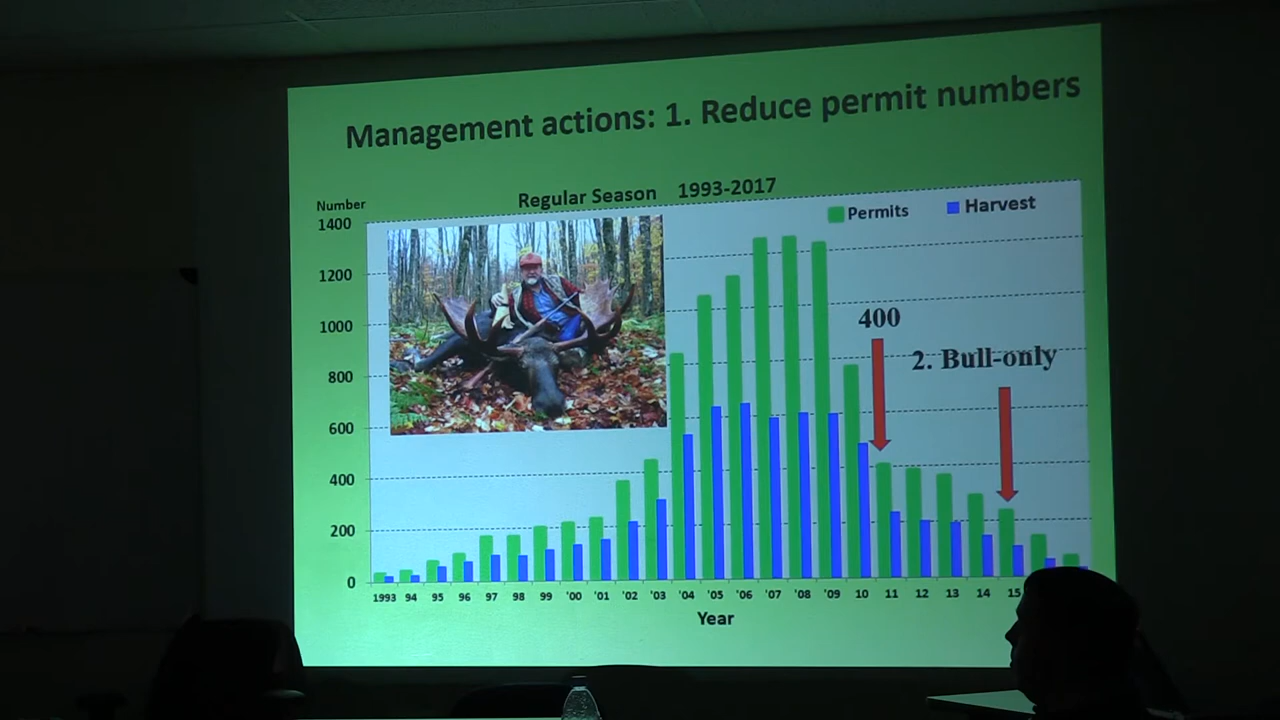 Management actions: 1. Reduce permit numbers
Regular Season 1993-2017
Number
Permits Harvest
1400
1200
1000
800
600
400
200
0
400
2. Bull-only
1993 94 95 96 97 98 99 '00 '01 '02 '03 '04 '05 '06 '07 '08 '09 10 11 12 13 14 15
Year